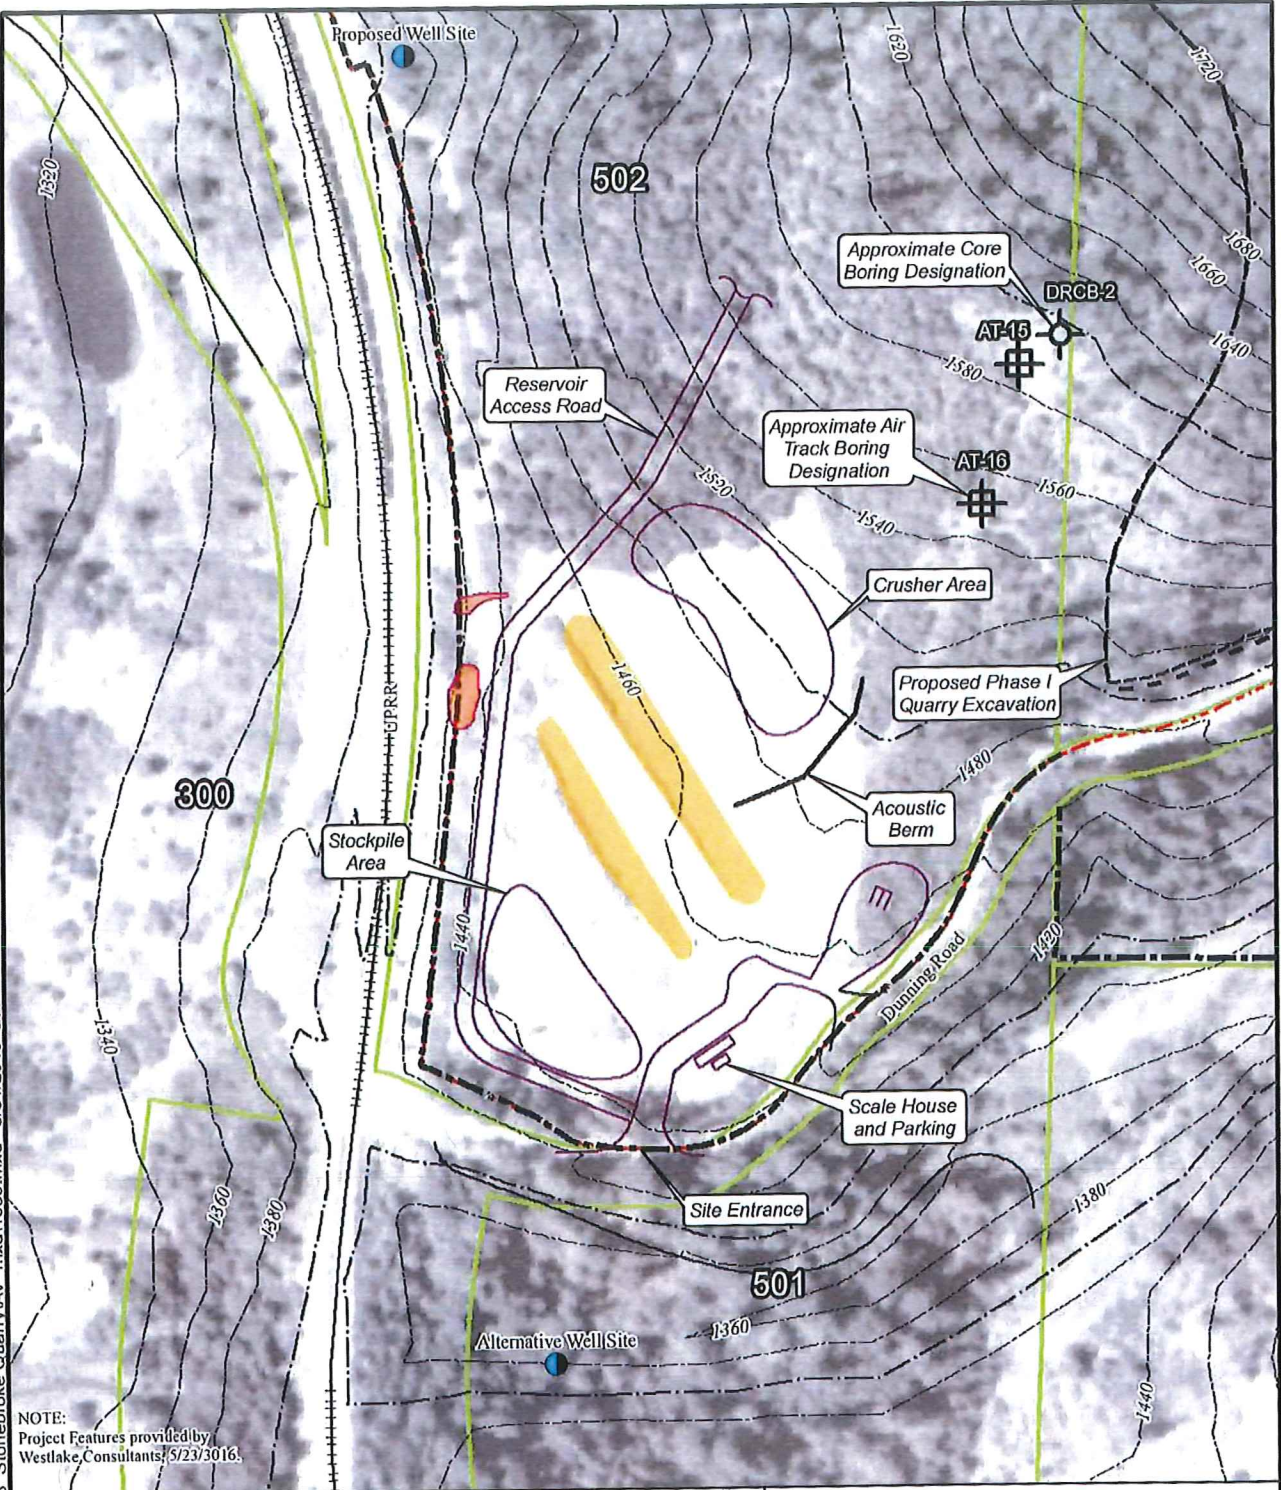 Proposed Well Site
1620
1720
1320
502
Approximate Core
Boring Designation
1680
1660
DRCB-2
AT-15
1640
1580
Reservoir
Access Road
Approximate Air
Track Boring
Designation
AT-16
1520
1560
1540
Crusher Area
1460
Proposed Phase I
Quarry Excavation
UPRR
1480
300
Acoustic
Berm
Stockpile
Area
E
1440
1420
Dunning Road
1340
Scale House
and Parking
1360
1380
1380
Site Entrance
501
1360
Alternative Well Site
1440
NOTE:
Project Features provided by
Westlake Consultants, 5/23/3016.